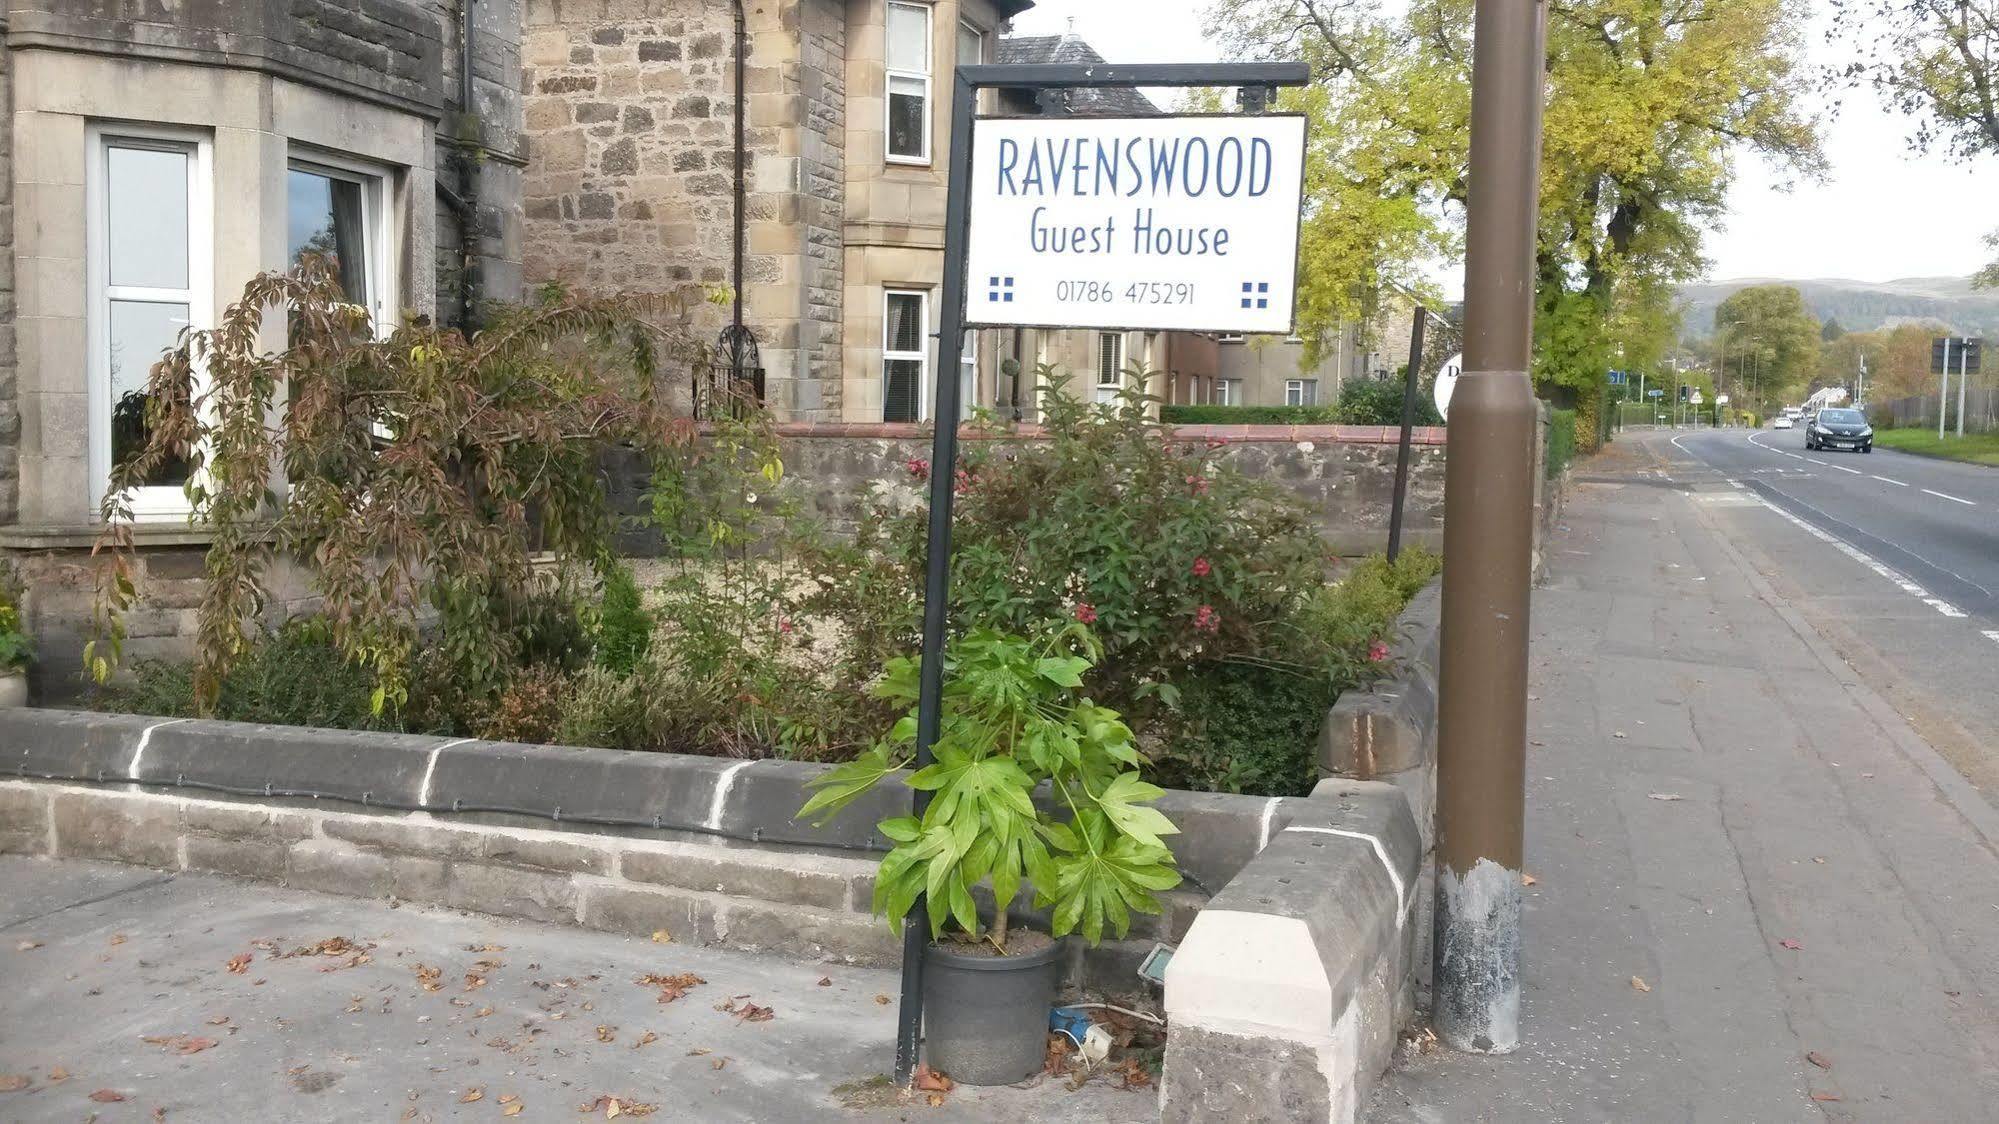 RAVENSWOOD
Guest House
01786 475291
D